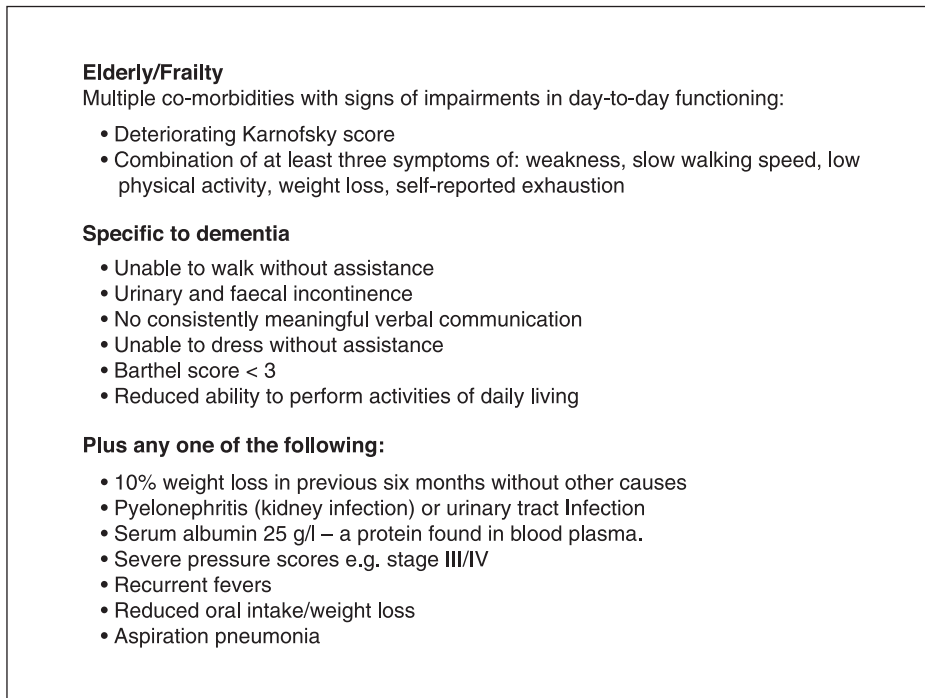 Elderly/Frailty
Multiple co-morbidities with signs of impairments in day-to-day functioning:
• Deteriorating Karnofsky score
• Combination of at least three symptoms of: weakness, slow walking speed, low
physical activity, weight loss, self-reported exhaustion
Specific to dementia
• Unable to walk without assistance
• Urinary and faecal incontinence
• No consistently meaningful verbal communication
• Unable to dress without assistance
• Barthel score < 3
• Reduced ability to perform activities of daily living
Plus any one of the following:
• 10% weight loss in previous six months without other causes
• Pyelonephritis (kidney infection) or urinary tract Infection
• Serum albumin 25 g/l – a protein found in blood plasma.
• Severe pressure scores e.g. stage III/IV
• Recurrent fevers
• Reduced oral intake/weight loss
• Aspiration pneumonia